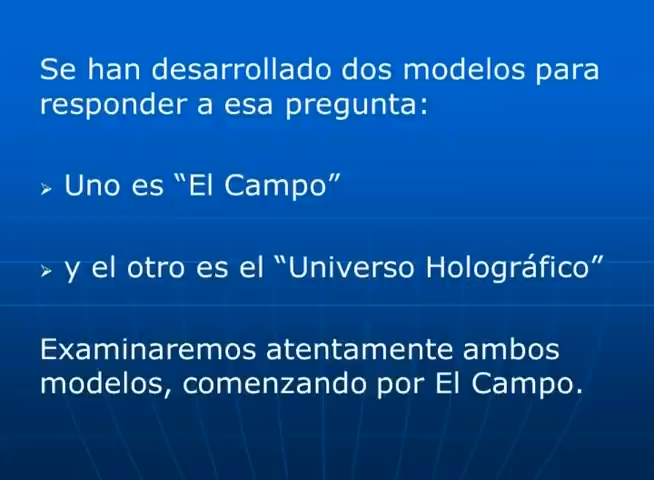 Se han desarrollado dos modelos para
responder a esa pregunta:
➢ Uno es “El Campo”
➢ y el otro es el “Universo Holográfico”
Examinaremos atentamente ambos
modelos, comenzando por El Campo.